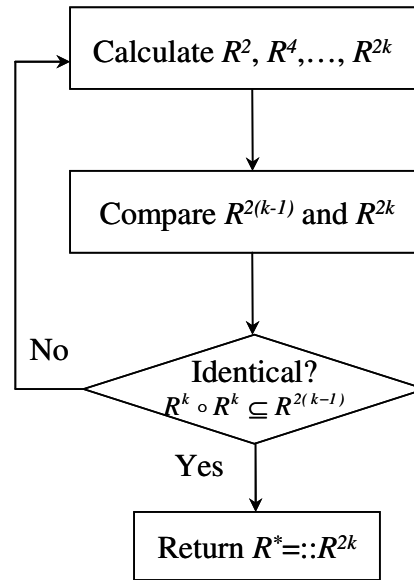 Calculate R², R⁴,…, R²ᵏ
Compare R²⁽ᵏ⁻¹⁾ and R²ᵏ
No
Identical?
Rᵏ ∘ Rᵏ ⊆ R²⁽ᵏ⁻¹⁾
Yes
Return R*=::R²ᵏ